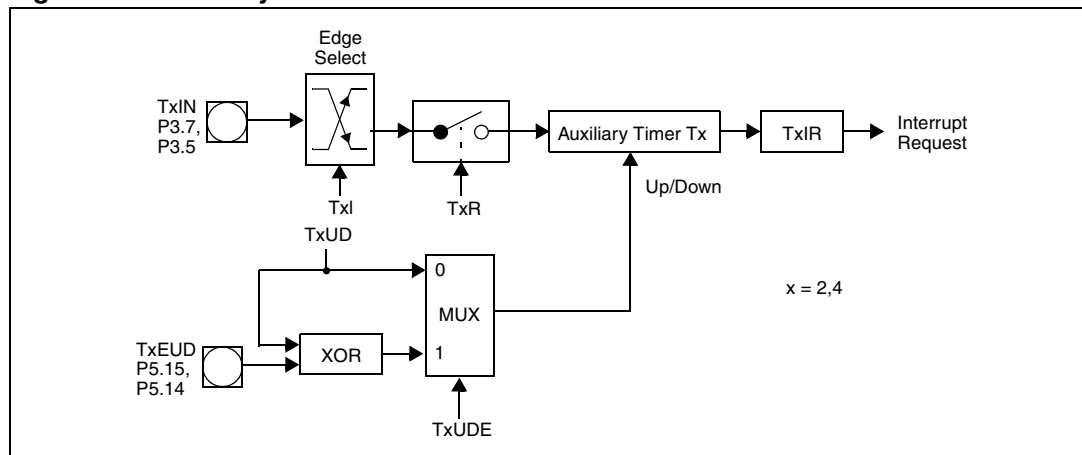 Edge
Select
TxIN
P3.7,
P3.5
Auxiliary Timer Tx
TxIR
Interrupt
Request
TxI
TxR
Up/Down
TxUD
0
MUX
1
x = 2,4
XOR
TxEUD
P5.15,
P5.14
TxUDE